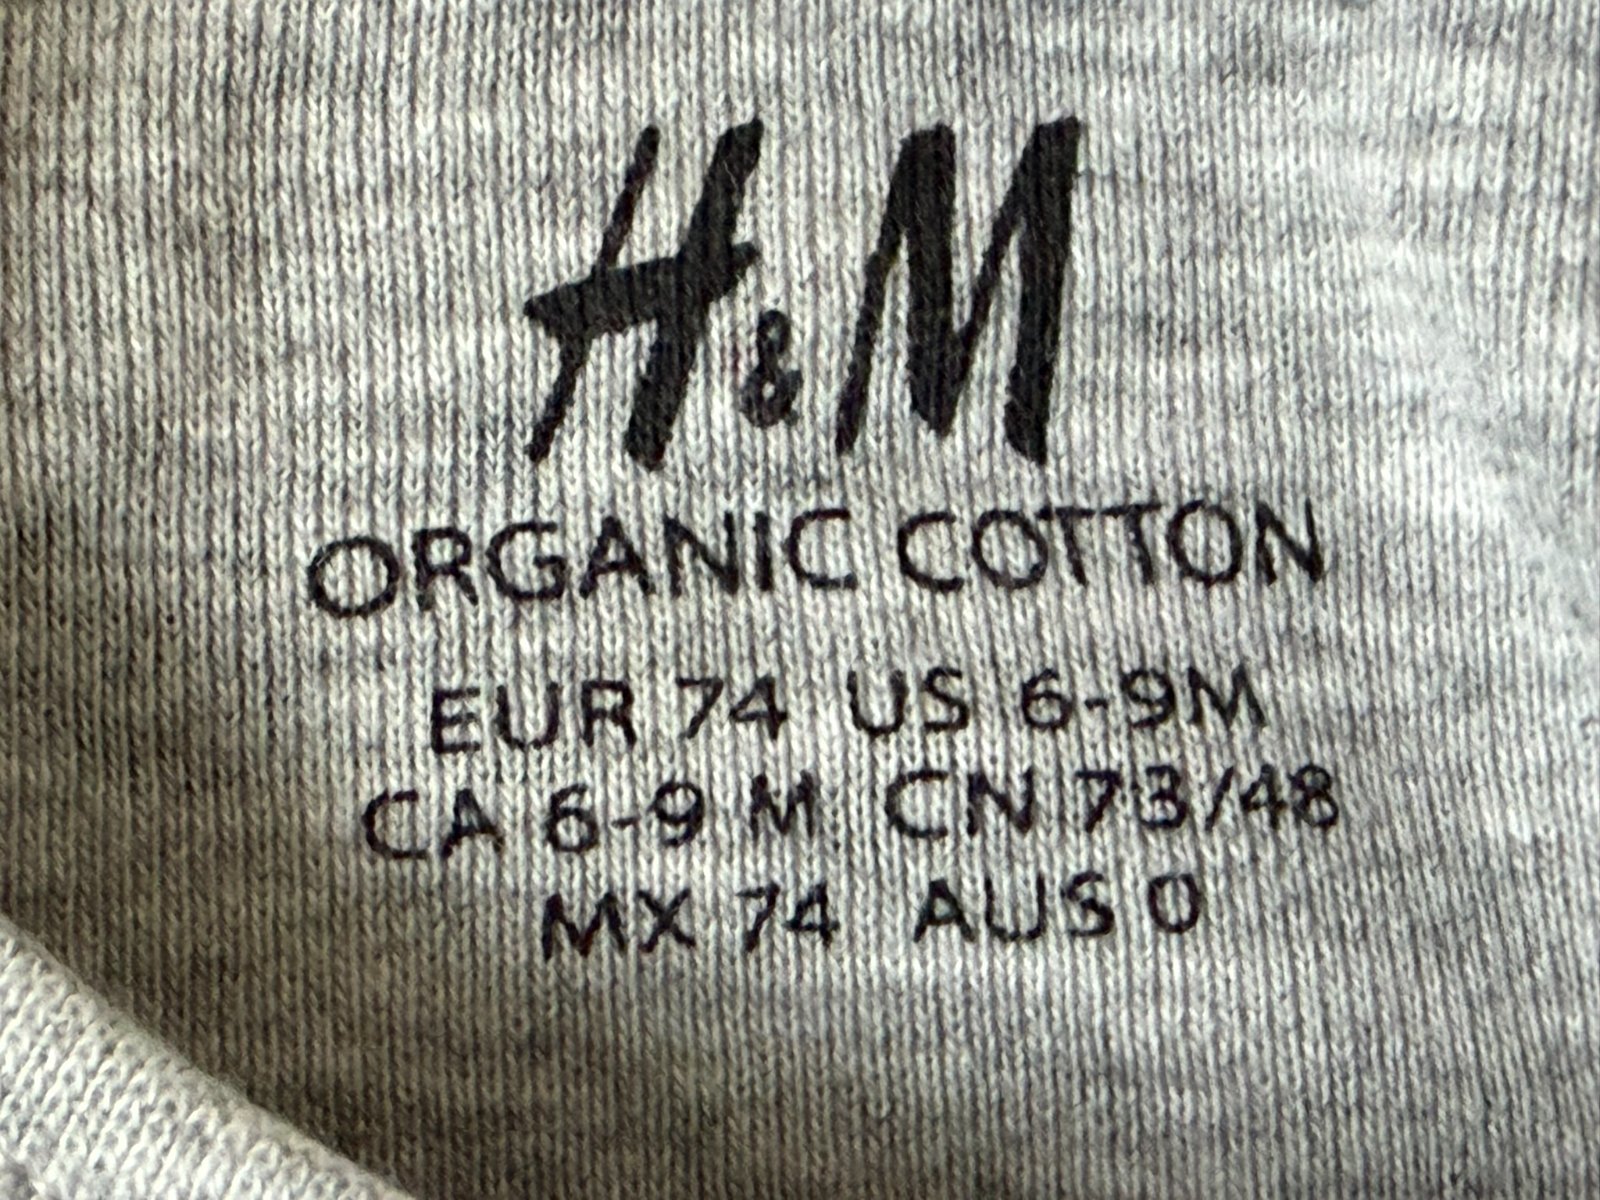 H&M
ORGANIC COTTON
EUR 74 US 6-9M
CA 6-9 M CN 73/48
MX 74 AUS 0